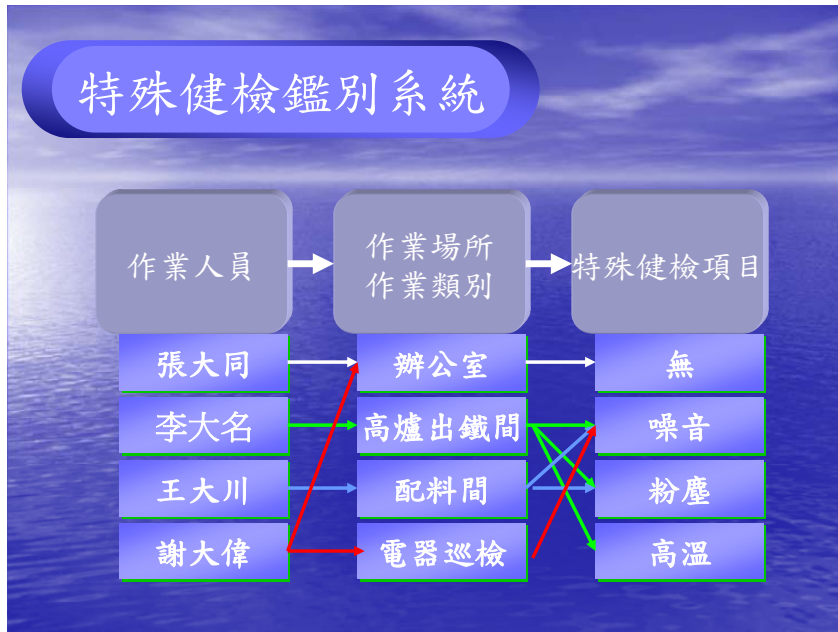 特殊健檢鑑別系統
作業人員
作業場所
作業類別
特殊健檢項目
張大同
辦公室
無
李大名
高爐出鐵間
噪音
王大川
配料間
粉塵
謝大偉
電器巡檢
高溫